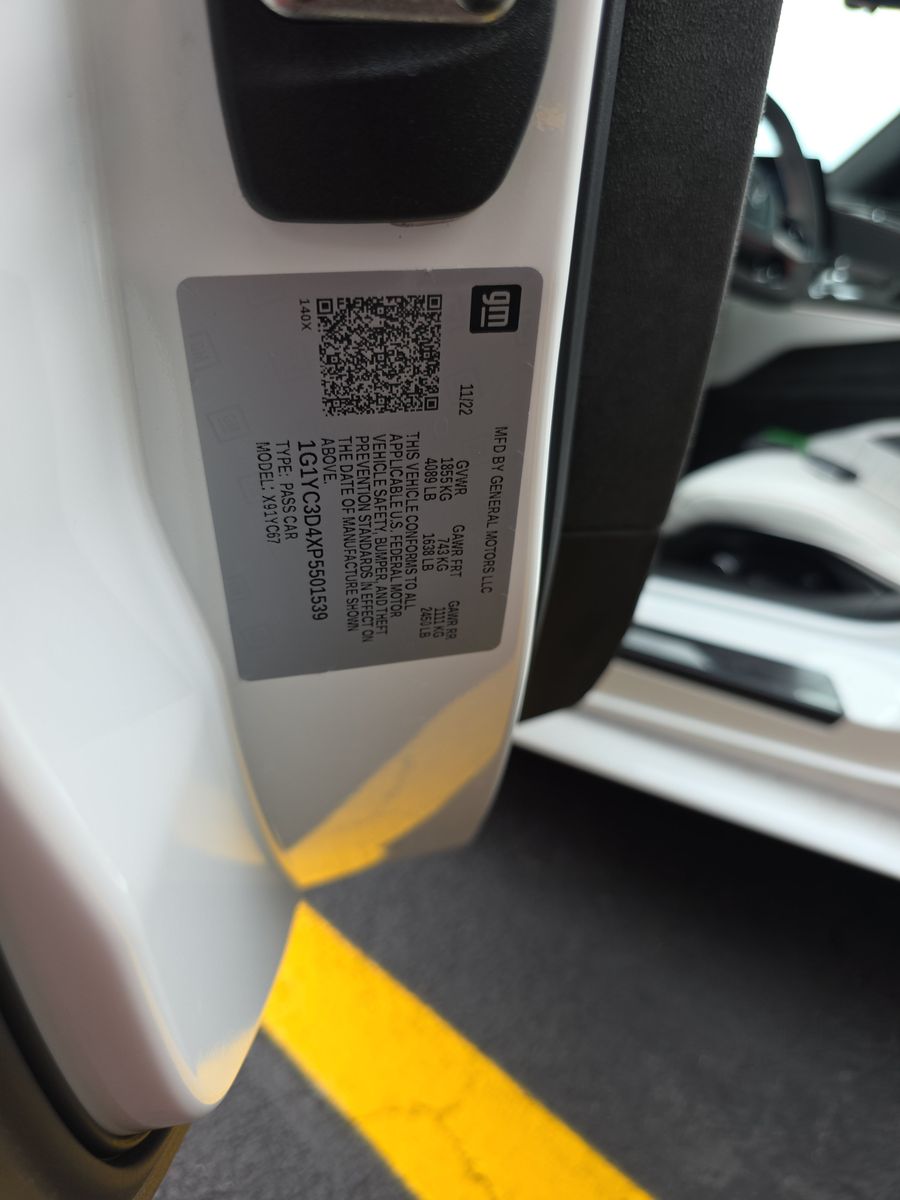 gm
MFD BY GENERAL MOTORS LLC
11/22
GVWR GAWR FRT GAWR RR
1855 KG 743 KG 1111 KG
4089 LB 1638 LB 2450 LB
THIS VEHICLE CONFORMS TO ALL
APPLICABLE U.S. FEDERAL MOTOR
VEHICLE SAFETY, BUMPER, AND THEFT
PREVENTION STANDARDS IN EFFECT ON
THE DATE OF MANUFACTURE SHOWN
ABOVE.
1G1YC3D4XP5501539
TYPE: PASS CAR
140X
MODEL: X91YC67